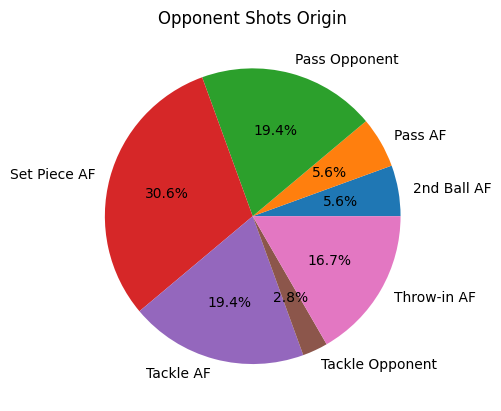 Opponent Shots Origin
Pass Opponent
19.4%
Pass AF
5.6%
Set Piece AF
30.6%
2nd Ball AF
5.6%
16.7%
Throw-in AF
19.4%
2.8%
Tackle Opponent
Tackle AF